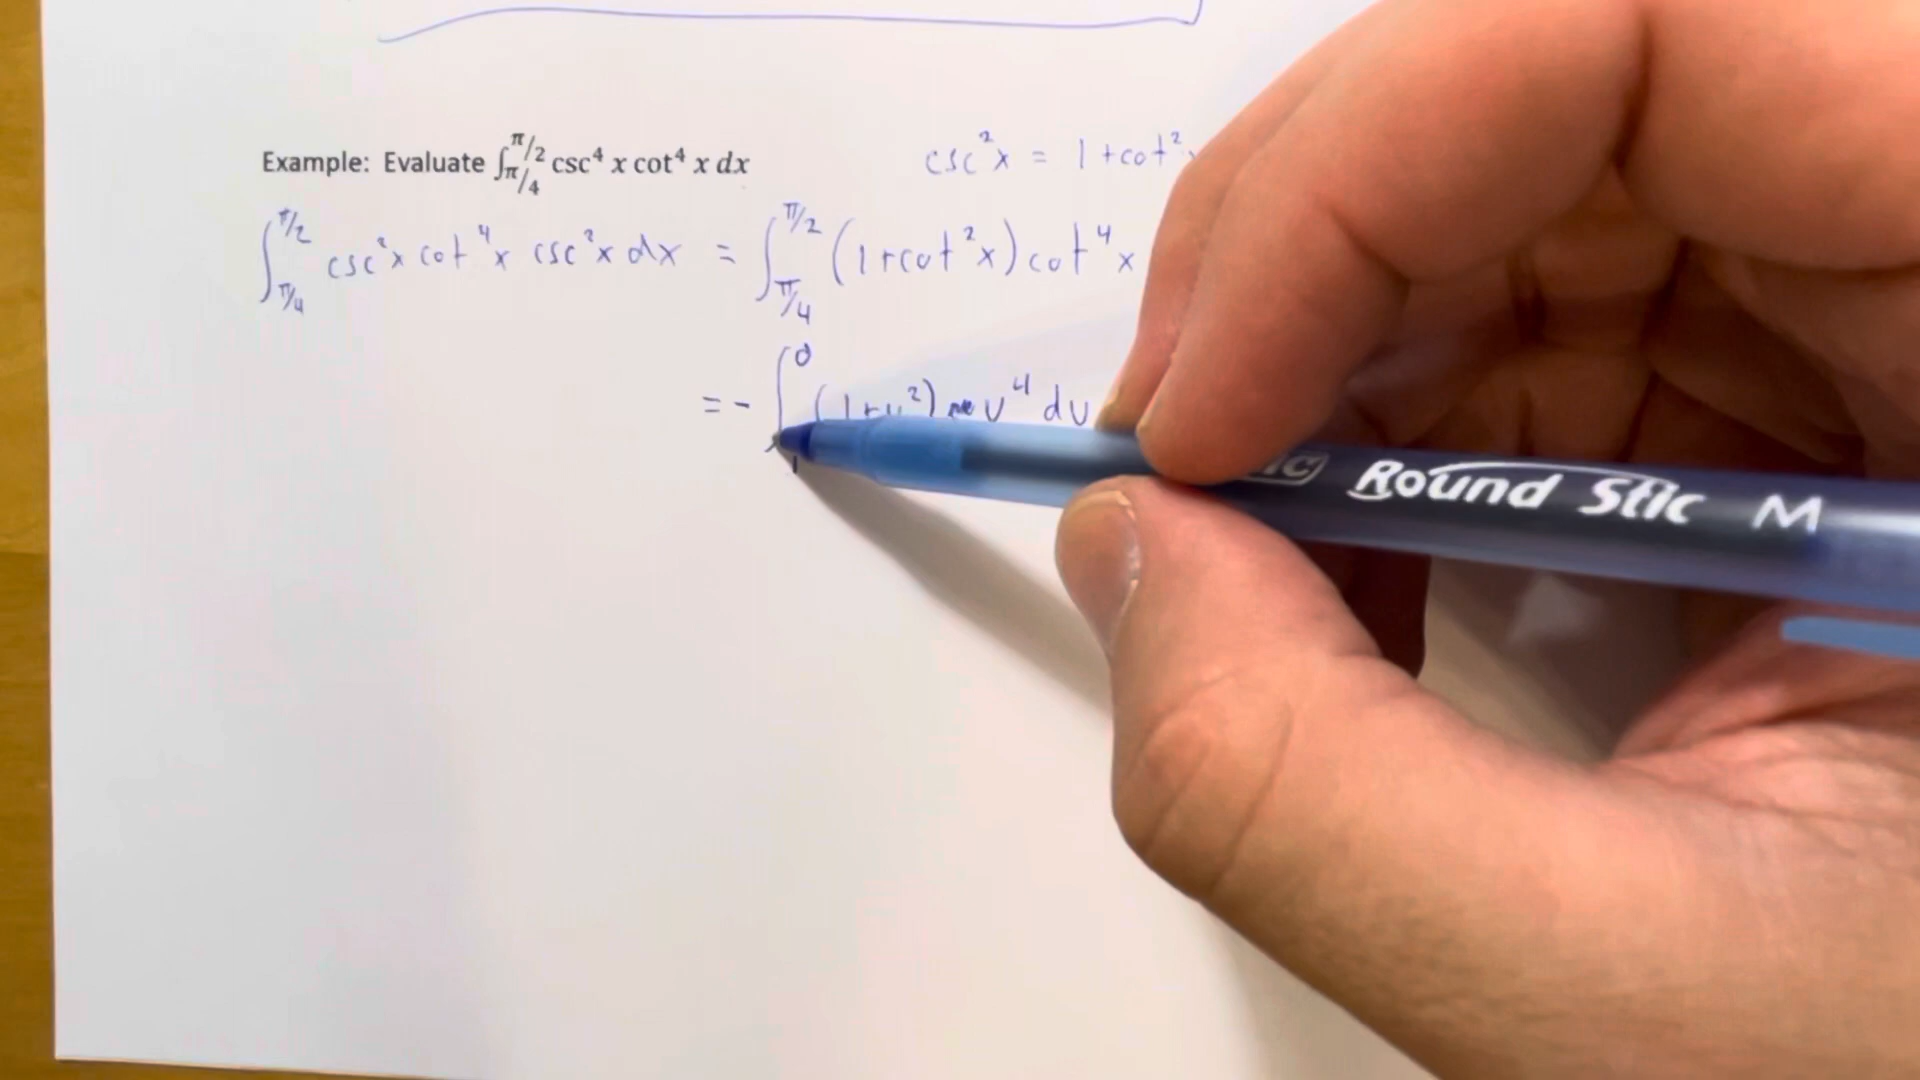 Example: Evaluate ∫_{π/4}^{π/2} csc⁴ x cot⁴ x dx
csc²x = 1 + cot²
∫_{π/4}^{π/2} csc²x cot⁴x csc²x dx = ∫_{π/4}^{π/2} (1+cot²x) cot⁴x
= - ∫^{0} (1+u²) u⁴ du
Round Stic M